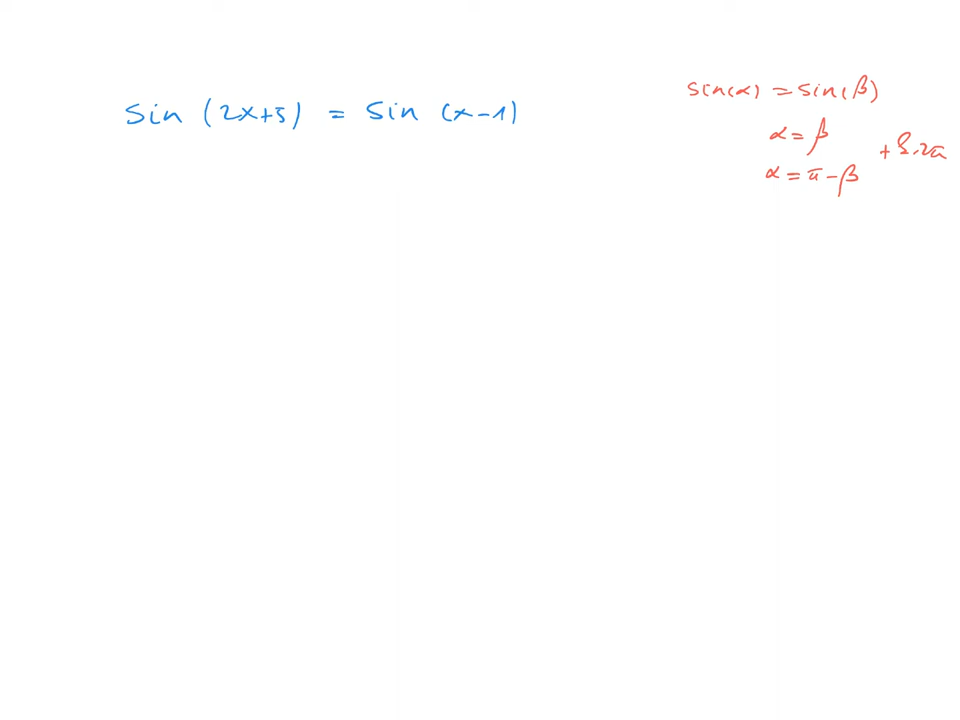 sin (2x+5) = sin (x-1)
sin(α) = sin(β)
α = β
α = π - β
+ k·2π